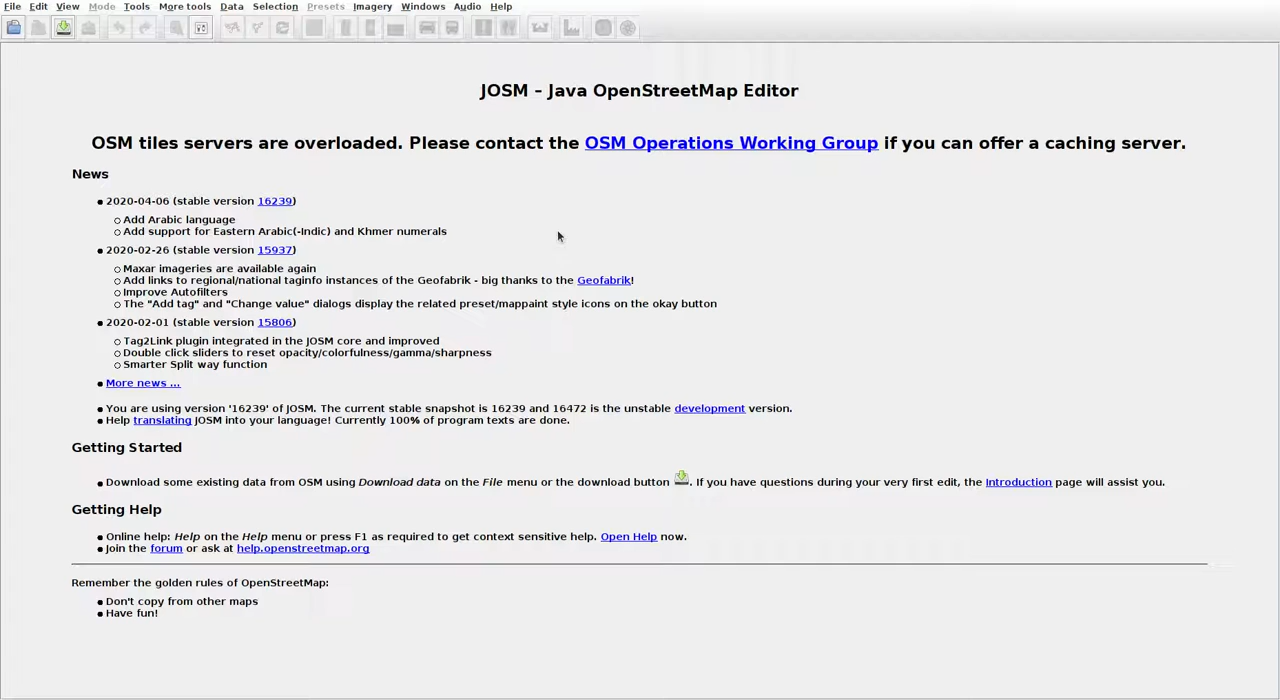 File Edit View Mode Tools More tools Data Selection Presets Imagery Windows Audio Help
JOSM – Java OpenStreetMap Editor
OSM tiles servers are overloaded. Please contact the OSM Operations Working Group if you can offer a caching server.
News
2020-04-06 (stable version 16239)
Add Arabic language
Add support for Eastern Arabic(-Indic) and Khmer numerals
2020-02-26 (stable version 15937)
Maxar imageries are available again
Add links to regional/national taginfo instances of the Geofabrik - big thanks to the Geofabrik!
Improve Autofilters
The "Add tag" and "Change value" dialogs display the related preset/mappaint style icons on the okay button
2020-02-01 (stable version 15806)
Tag2Link plugin integrated in the JOSM core and improved
Double click sliders to reset opacity/colorfulness/gamma/sharpness
Smarter Split way function
More news ...
You are using version '16239' of JOSM. The current stable snapshot is 16239 and 16472 is the unstable development version.
Help translating JOSM into your language! Currently 100% of program texts are done.
Getting Started
Download some existing data from OSM using Download data on the File menu or the download button . If you have questions during your very first edit, the Introduction page will assist you.
Getting Help
Online help: Help on the Help menu or press F1 as required to get context sensitive help. Open Help now.
Join the forum or ask at help.openstreetmap.org
Remember the golden rules of OpenStreetMap:
Don't copy from other maps
Have fun!